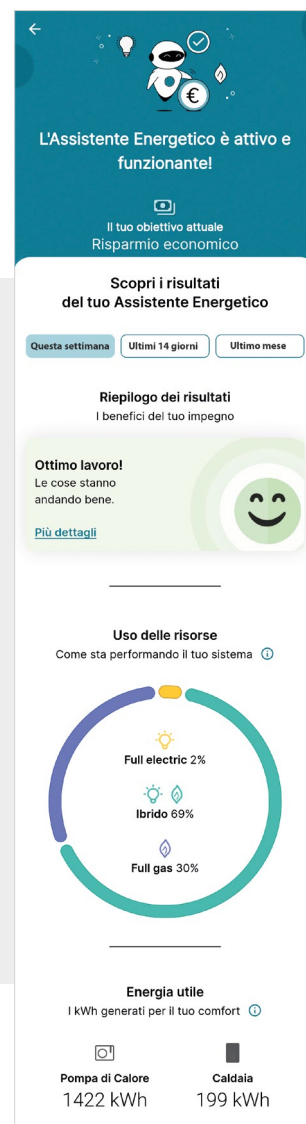 L'Assistente Energetico è attivo e
funzionante!
Il tuo obiettivo attuale
Risparmio economico
Scopri i risultati
del tuo Assistente Energetico
Questa settimana
Ultimi 14 giorni
Ultimo mese
Riepilogo dei risultati
I benefici del tuo impegno
Ottimo lavoro!
Le cose stanno
andando bene.
Più dettagli
Uso delle risorse
Come sta performando il tuo sistema
Full electric 2%
Ibrido 69%
Full gas 30%
Energia utile
I kWh generati per il tuo comfort
Pompa di Calore
Caldaia
1422 kWh
199 kWh